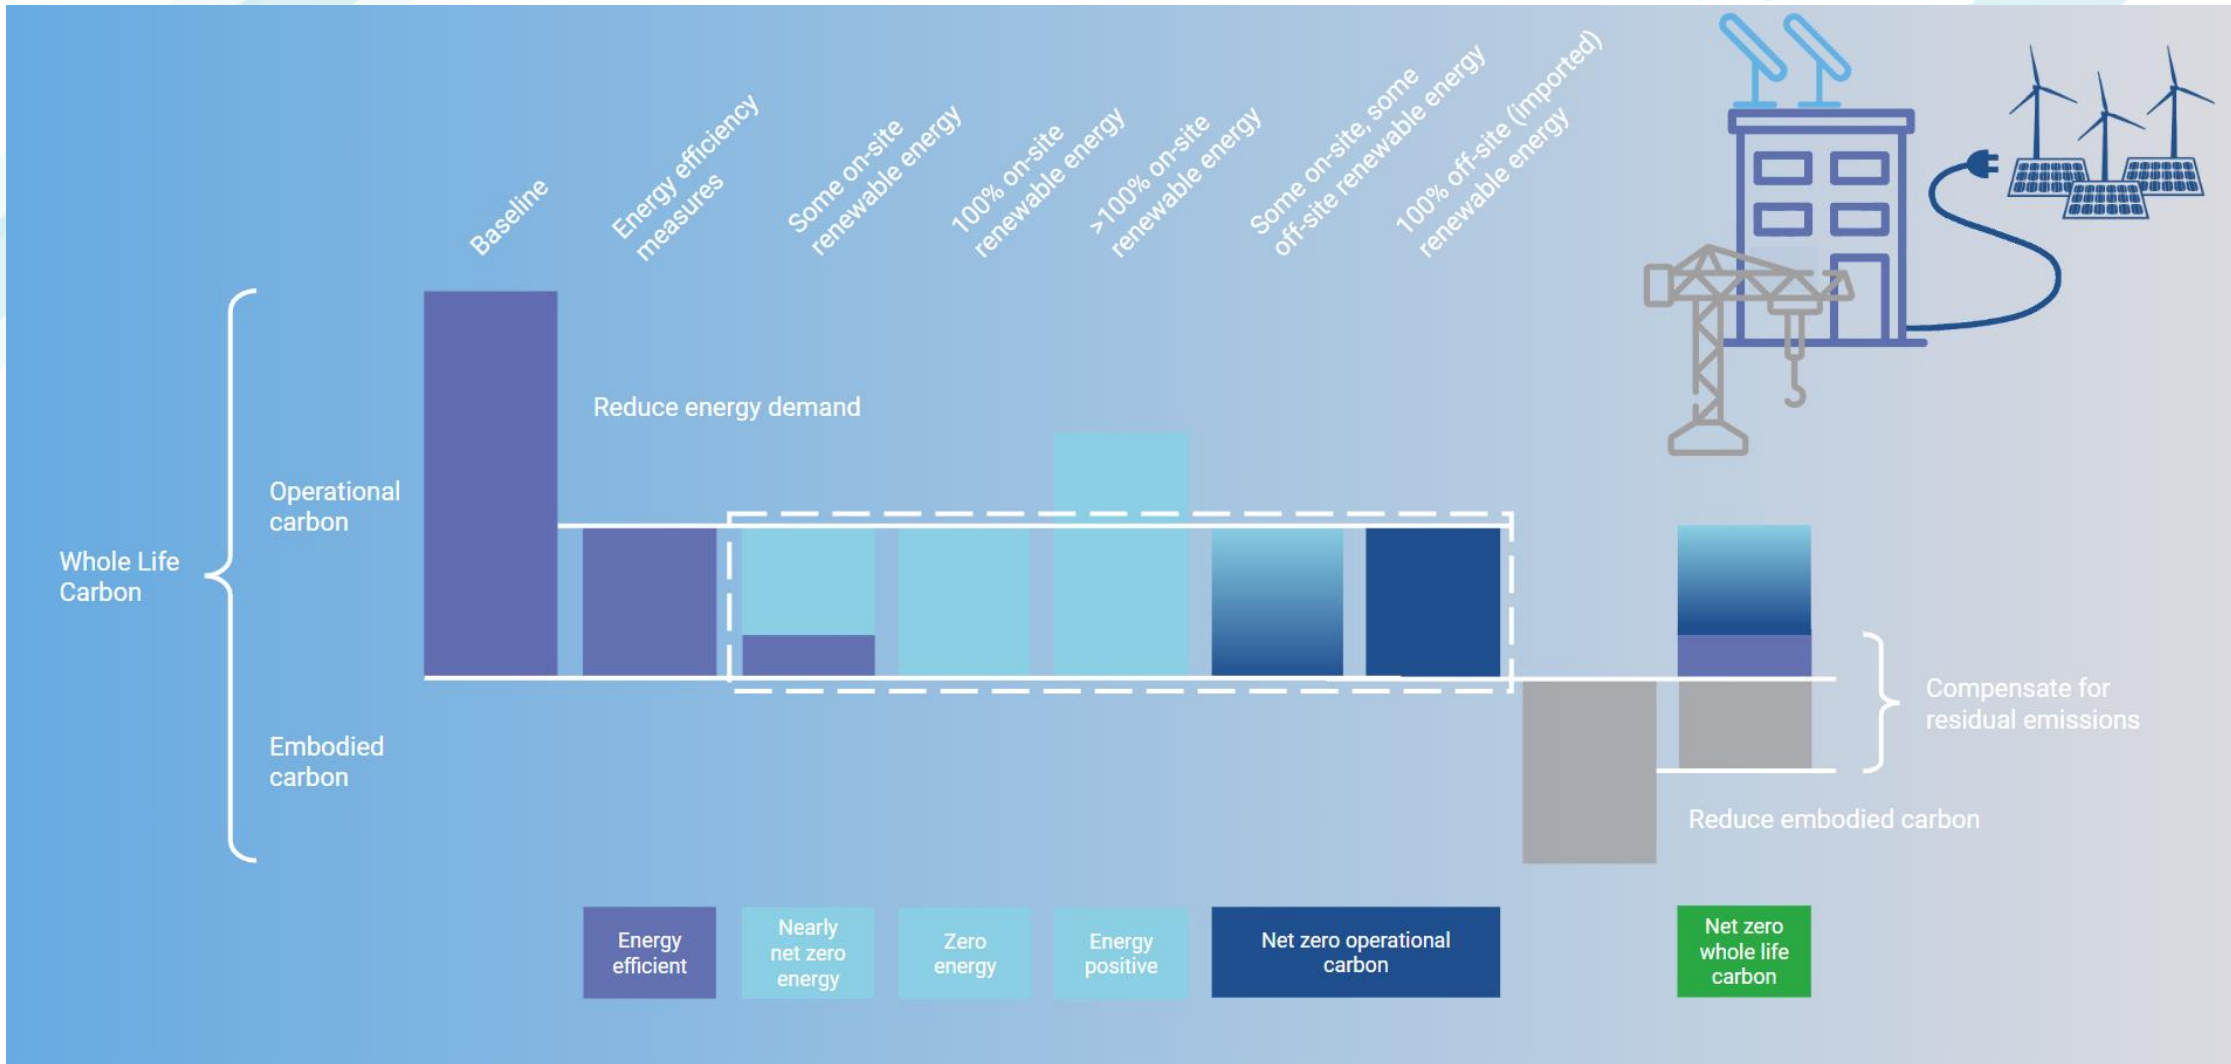 Baseline
Energy efficiency
measures
Some on-site
renewable energy
100% on-site
renewable energy
>100% on-site
renewable energy
Some on-site, some
off-site renewable energy
100% off-site (imported)
renewable energy
Reduce energy demand
Operational
carbon
Whole Life
Carbon
Embodied
carbon
Compensate for
residual emissions
Reduce embodied carbon
Energy
efficient
Nearly
net zero
energy
Zero
energy
Energy
positive
Net zero operational
carbon
Net zero
whole life
carbon